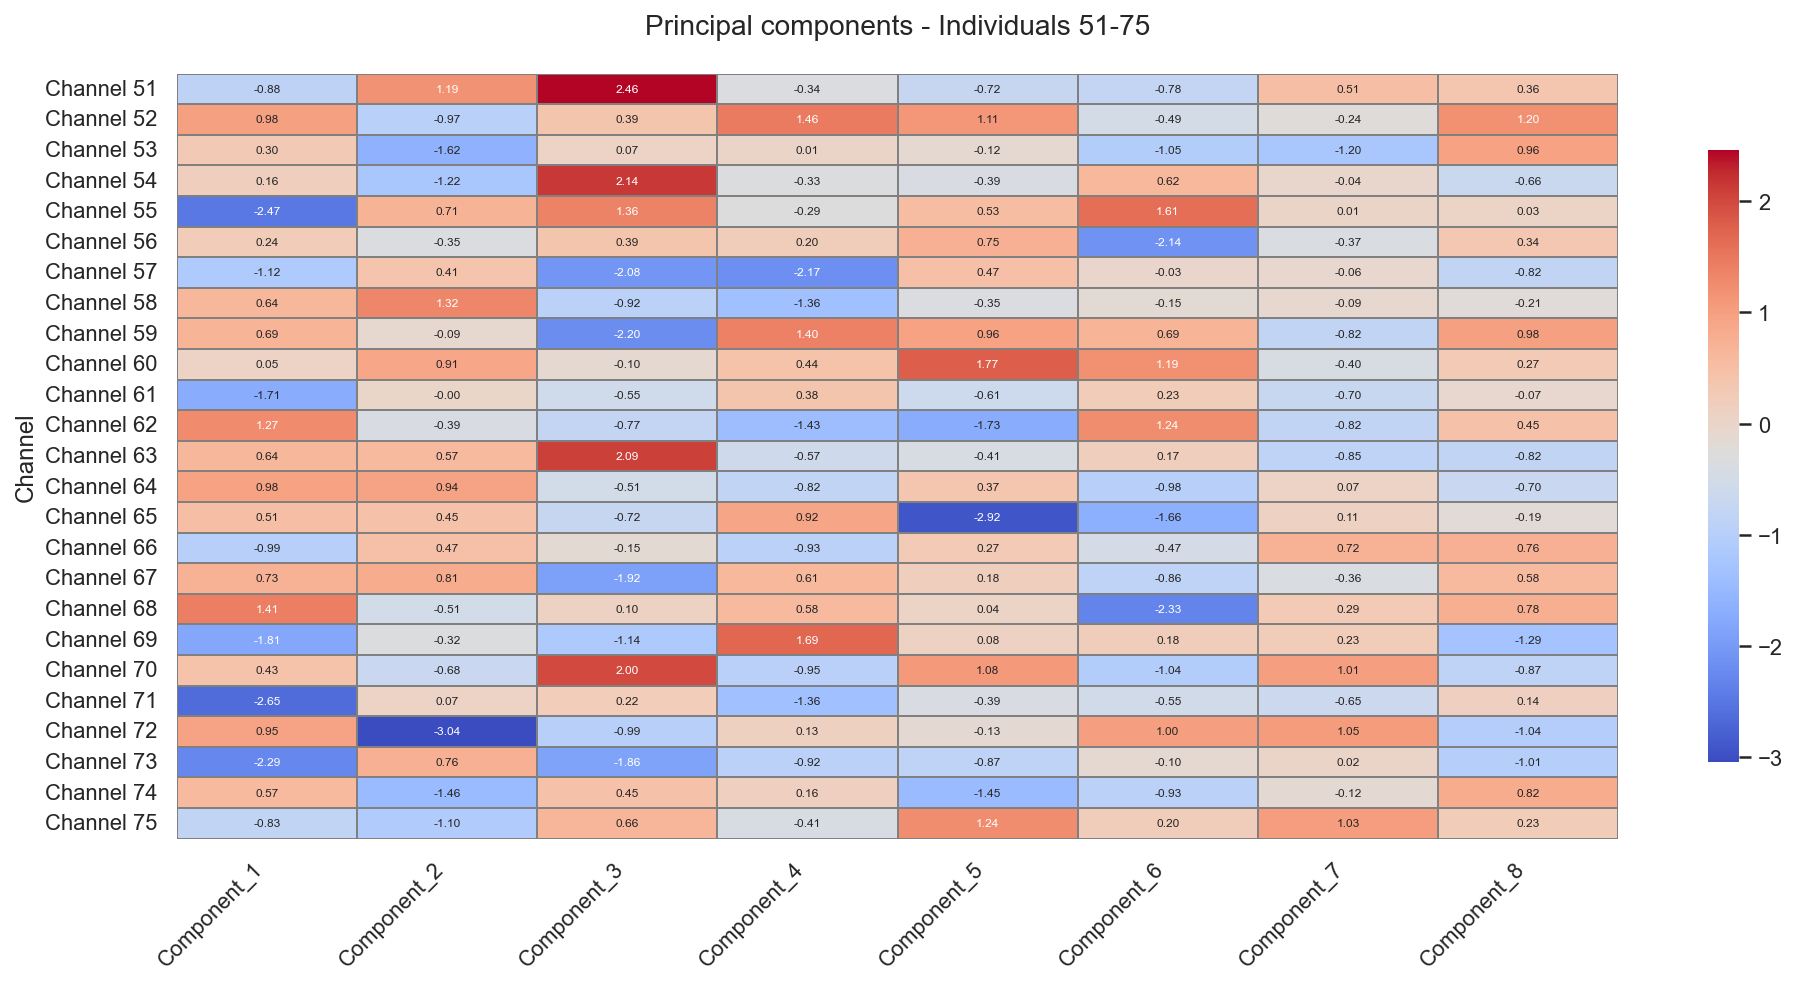 Principal components - Individuals 51-75
Channel
Channel 51 -0.88 1.19 2.46 -0.34 -0.72 -0.78 0.51 0.36
Channel 52 0.98 -0.97 0.39 1.46 1.11 -0.49 -0.24 1.20
Channel 53 0.30 -1.62 0.07 0.01 -0.12 -1.05 -1.20 0.96
Channel 54 0.16 -1.22 2.14 -0.33 -0.39 0.62 -0.04 -0.66
Channel 55 -2.47 0.71 1.36 -0.29 0.53 1.61 0.01 0.03
Channel 56 0.24 -0.35 0.39 0.20 0.75 -2.14 -0.37 0.34
Channel 57 -1.12 0.41 -2.08 -2.17 0.47 -0.03 -0.06 -0.82
Channel 58 0.64 1.32 -0.92 -1.36 -0.35 -0.15 -0.09 -0.21
Channel 59 0.69 -0.09 -2.20 1.40 0.96 0.69 -0.82 0.98
Channel 60 0.05 0.91 -0.10 0.44 1.77 1.19 -0.40 0.27
Channel 61 -1.71 -0.00 -0.55 0.38 -0.61 0.23 -0.70 -0.07
Channel 62 1.27 -0.39 -0.77 -1.43 -1.73 1.24 -0.82 0.45
Channel 63 0.64 0.57 2.09 -0.57 -0.41 0.17 -0.85 -0.82
Channel 64 0.98 0.94 -0.51 -0.82 0.37 -0.98 0.07 -0.70
Channel 65 0.51 0.45 -0.72 0.92 -2.92 -1.66 0.11 -0.19
Channel 66 -0.99 0.47 -0.15 -0.93 0.27 -0.47 0.72 0.76
Channel 67 0.73 0.81 -1.92 0.61 0.18 -0.86 -0.36 0.58
Channel 68 1.41 -0.51 0.10 0.58 0.04 -2.33 0.29 0.78
Channel 69 -1.81 -0.32 -1.14 1.69 0.08 0.18 0.23 -1.29
Channel 70 0.43 -0.68 2.00 -0.95 1.08 -1.04 1.01 -0.87
Channel 71 -2.65 0.07 0.22 -1.36 -0.39 -0.55 -0.65 0.14
Channel 72 0.95 -3.04 -0.99 0.13 -0.13 1.00 1.05 -1.04
Channel 73 -2.29 0.76 -1.86 -0.92 -0.87 -0.10 0.02 -1.01
Channel 74 0.57 -1.46 0.45 0.16 -1.45 -0.93 -0.12 0.82
Channel 75 -0.83 -1.10 0.66 -0.41 1.24 0.20 1.03 0.23
Component_1 Component_2 Component_3 Component_4 Component_5 Component_6 Component_7 Component_8
2
1
0
−1
−2
−3